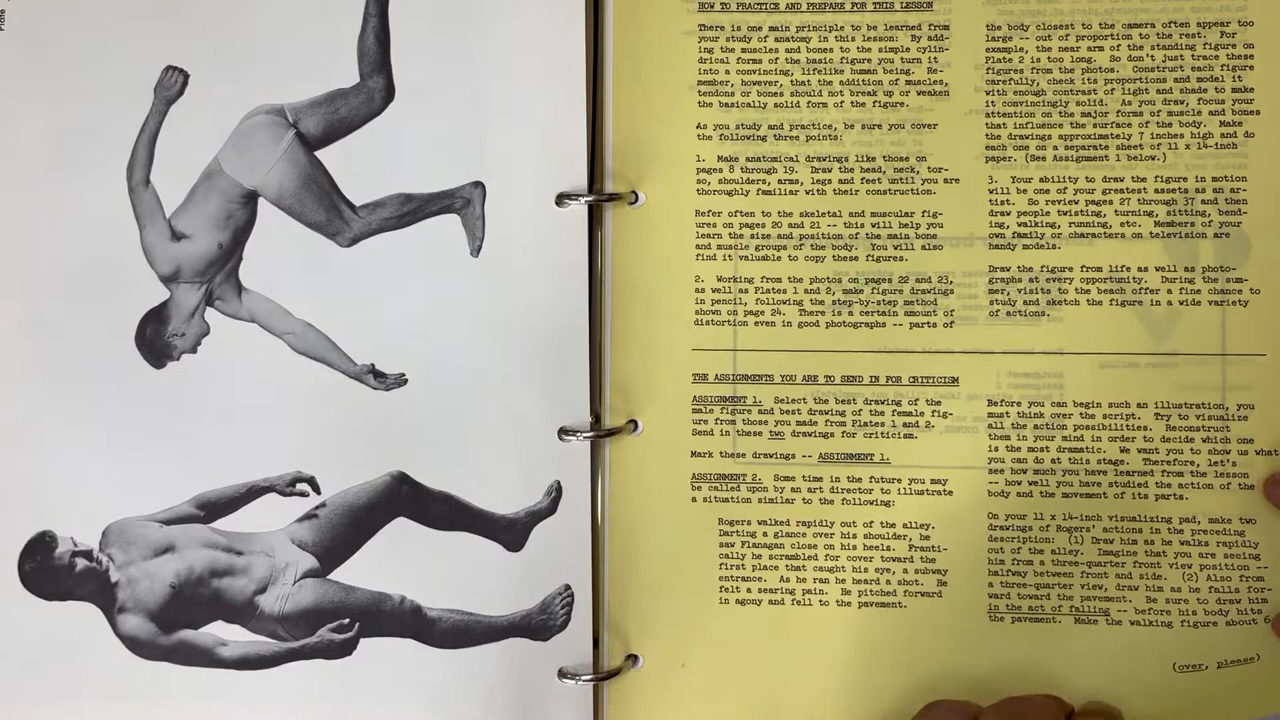 Plate
HOW TO PRACTICE AND PREPARE FOR THIS LESSON
There is one main principle to be learned from
your study of anatomy in this lesson: By add-
ing the muscles and bones to the simple cylin-
drical forms of the basic figure you turn it
into a convincing, lifelike human being. Re-
member, however, that the addition of muscles,
tendons or bones should not break up or weaken
the basically solid form of the figure.
As you study and practice, be sure you cover
the following three points:
1. Make anatomical drawings like those on
pages 8 through 19. Draw the head, neck, tor-
so, shoulders, arms, legs and feet until you are
thoroughly familiar with their construction.
Refer often to the skeletal and muscular fig-
ures on pages 20 and 21 -- this will help you
learn the size and position of the main bone
and muscle groups of the body. You will also
find it valuable to copy these figures.
2. Working from the photos on pages 22 and 23,
as well as Plates 1 and 2, make figure drawings
in pencil, following the step-by-step method
shown on page 24. There is a certain amount of
distortion even in good photographs -- parts of
the body closest to the camera often appear too
large -- out of proportion to the rest. For
example, the near arm of the standing figure on
Plate 2 is too long. So don't just trace these
figures from the photos. Construct each figure
carefully, check its proportions and model it
with enough contrast of light and shade to make
it convincingly solid. As you draw, focus your
attention on the major forms of muscle and bones
that influence the surface of the body. Make
the drawings approximately 7 inches high and do
each one on a separate sheet of 11 x 14-inch
paper. (See Assignment 1 below.)
3. Your ability to draw the figure in motion
will be one of your greatest assets as an ar-
tist. So review pages 27 through 37 and then
draw people twisting, turning, sitting, bend-
ing, walking, running, etc. Members of your
own family or characters on television are
handy models.
Draw the figure from life as well as photo-
graphs at every opportunity. During the sum-
mer, visits to the beach offer a fine chance to
study and sketch the figure in a wide variety
of actions.
THE ASSIGNMENTS YOU ARE TO SEND IN FOR CRITICISM
ASSIGNMENT 1. Select the best drawing of the
male figure and best drawing of the female fig-
ure from those you made from Plates 1 and 2.
Send in these two drawings for criticism.
Mark these drawings -- ASSIGNMENT 1.
ASSIGNMENT 2. Some time in the future you may
be called upon by an art director to illustrate
a situation similar to the following:
Rogers walked rapidly out of the alley.
Darting a glance over his shoulder, he
saw Flanagan close on his heels. Franti-
cally he scrambled for cover toward the
first place that caught his eye, a subway
entrance. As he ran he heard a shot. He
felt a searing pain. He pitched forward
in agony and fell to the pavement.
Before you can begin such an illustration, you
must think over the script. Try to visualize
all the action possibilities. Reconstruct
them in your mind in order to decide which one
is the most dramatic. We want you to show us what
you can do at this stage. Therefore, let's
see how much you have learned from the lesson
-- how well you have studied the action of the
body and the movement of its parts.
On your 11 x 14-inch visualizing pad, make two
drawings of Rogers' actions in the preceding
description: (1) Draw him as he walks rapidly
out of the alley. Imagine that you are seeing
him from a three-quarter front view position --
halfway between front and side. (2) Also from
a three-quarter view, draw him as he falls for-
ward toward the pavement. Be sure to draw him
in the act of falling -- before his body hits
the pavement. Make the walking figure about 6
(over, please)